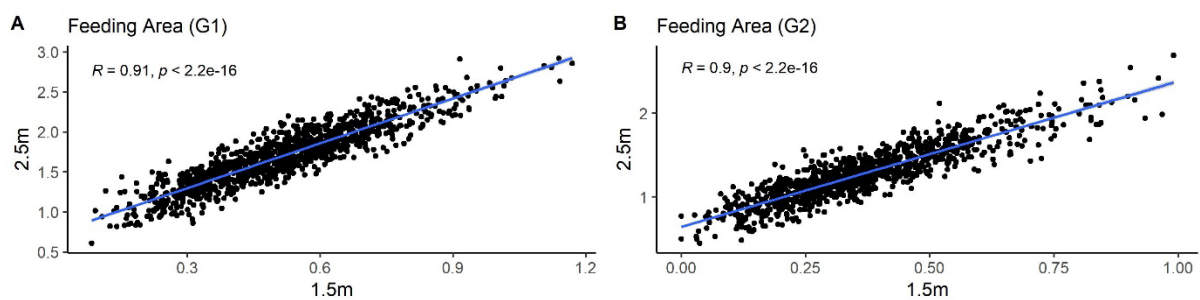 A Feeding Area (G1)
R = 0.91, p < 2.2e-16
3.0
2.5
2.0
1.5
1.0
0.5
2.5m
0.3 0.6 0.9 1.2
1.5m
B Feeding Area (G2)
R = 0.9, p < 2.2e-16
2
1
2.5m
0.00 0.25 0.50 0.75 1.00
1.5m